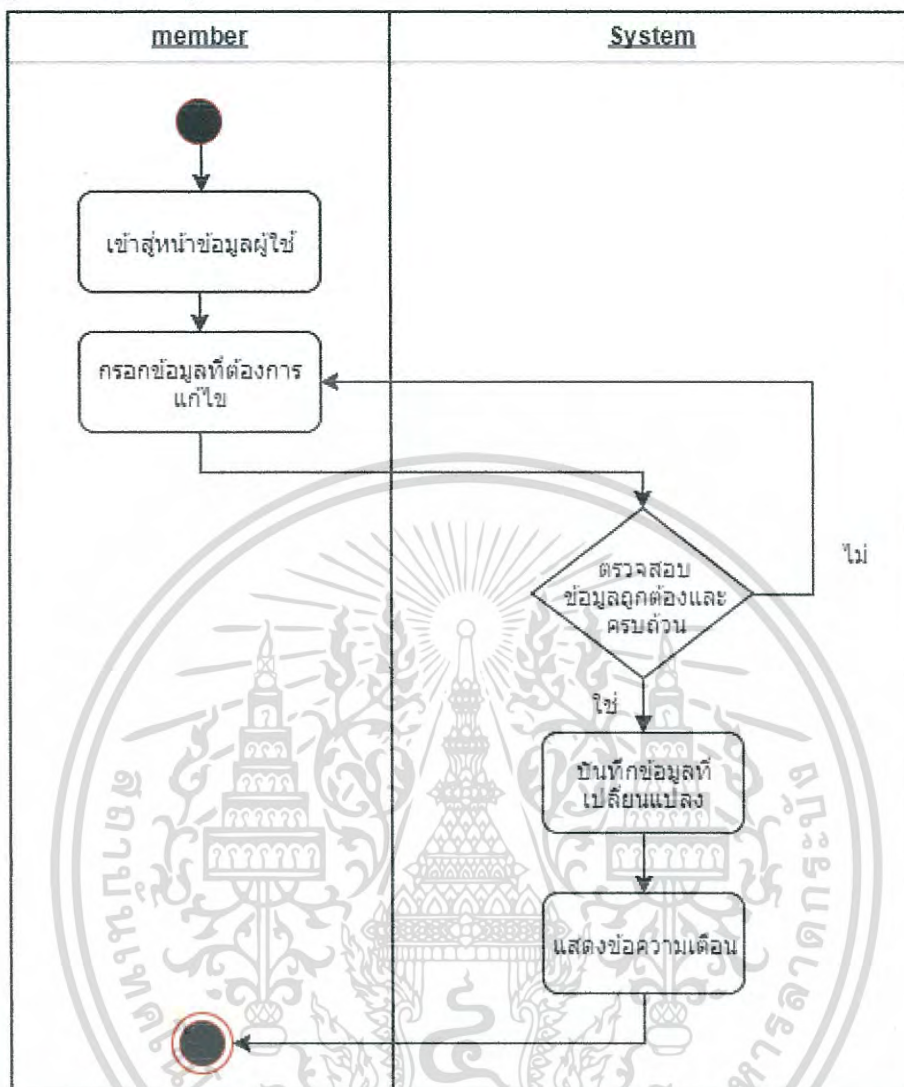 member
System
เข้าสู่หน้าข้อมูลผู้ใช้
กรอกข้อมูลที่ต้องการ
แก้ไข
ตรวจสอบ
ข้อมูลถูกต้องและ
ครบถ้วน
ไม่
ใช่
บันทึกข้อมูลที่
เปลี่ยนแปลง
แสดงข้อความเตือน